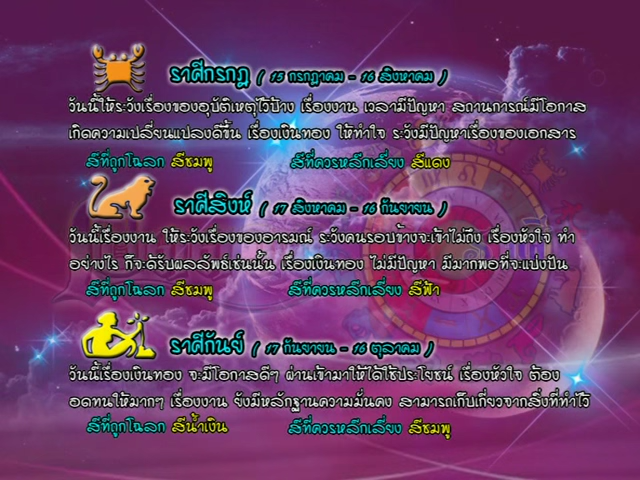 ราศีกรกฎ ( 15 กรกฎาคม - 16 สิงหาคม )
วันนี้ให้ระวังเรื่องของอุบัติเหตุไว้บ้าง เรื่องงาน เวลามีปัญหา สถานการณ์มีโอกาส
เกิดความเปลี่ยนแปลงดีขึ้น เรื่องเงินทอง ให้ทำใจ ระวังมีปัญหาเรื่องของเอกสาร
สีที่ถูกโฉลก สีชมพู สีที่ควรหลีกเลี่ยง สีแดง
ราศีสิงห์ ( 17 สิงหาคม - 16 กันยายน )
วันนี้เรื่องงาน ให้ระวังเรื่องของอารมณ์ ระวังคนรอบข้างจะเข้าไม่ถึง เรื่องหัวใจ ทำ
อย่างไร ก็จะได้รับผลลัพธ์เช่นนั้น เรื่องเงินทอง ไม่มีปัญหา มีมากพอที่จะแบ่งปัน
สีที่ถูกโฉลก สีชมพู สีที่ควรหลีกเลี่ยง สีฟ้า
ราศีกันย์ ( 17 กันยายน - 16 ตุลาคม )
วันนี้เรื่องเงินทอง จะมีโอกาสดีๆ ผ่านเข้ามาให้ได้ใช้ประโยชน์ เรื่องหัวใจ ต้อง
อดทนให้มากๆ เรื่องงาน ยังมีหลักฐานความมั่นคง สามารถเก็บเกี่ยวจากสิ่งที่ทำไว้
สีที่ถูกโฉลก สีน้ำเงิน สีที่ควรหลีกเลี่ยง สีชมพู